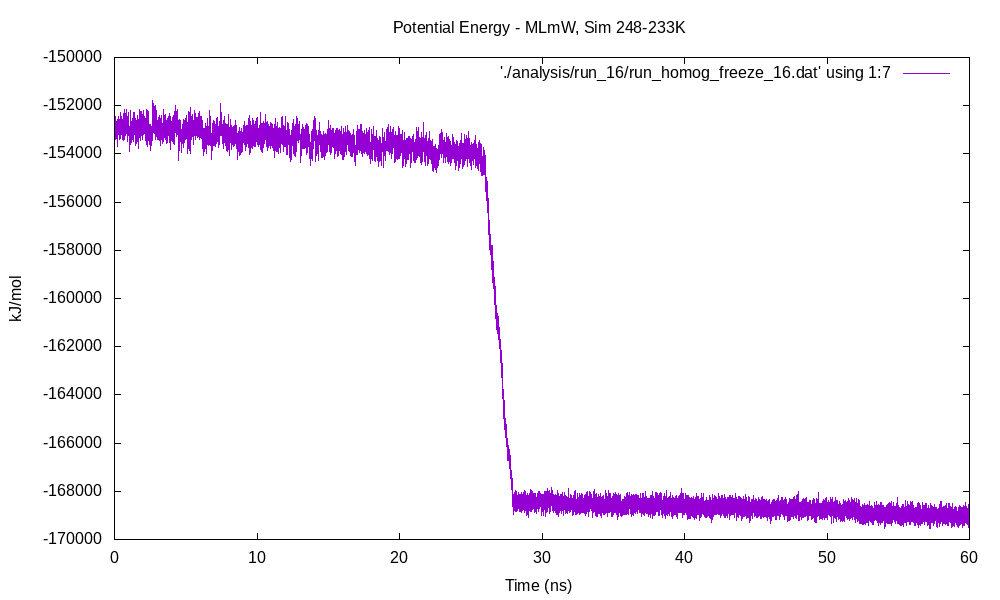 Potential Energy - MLmW, Sim 248-233K
'./analysis/run_16/run_homog_freeze_16.dat' using 1:7
kJ/mol
-150000
-152000
-154000
-156000
-158000
-160000
-162000
-164000
-166000
-168000
-170000
0 10 20 30 40 50 60
Time (ns)